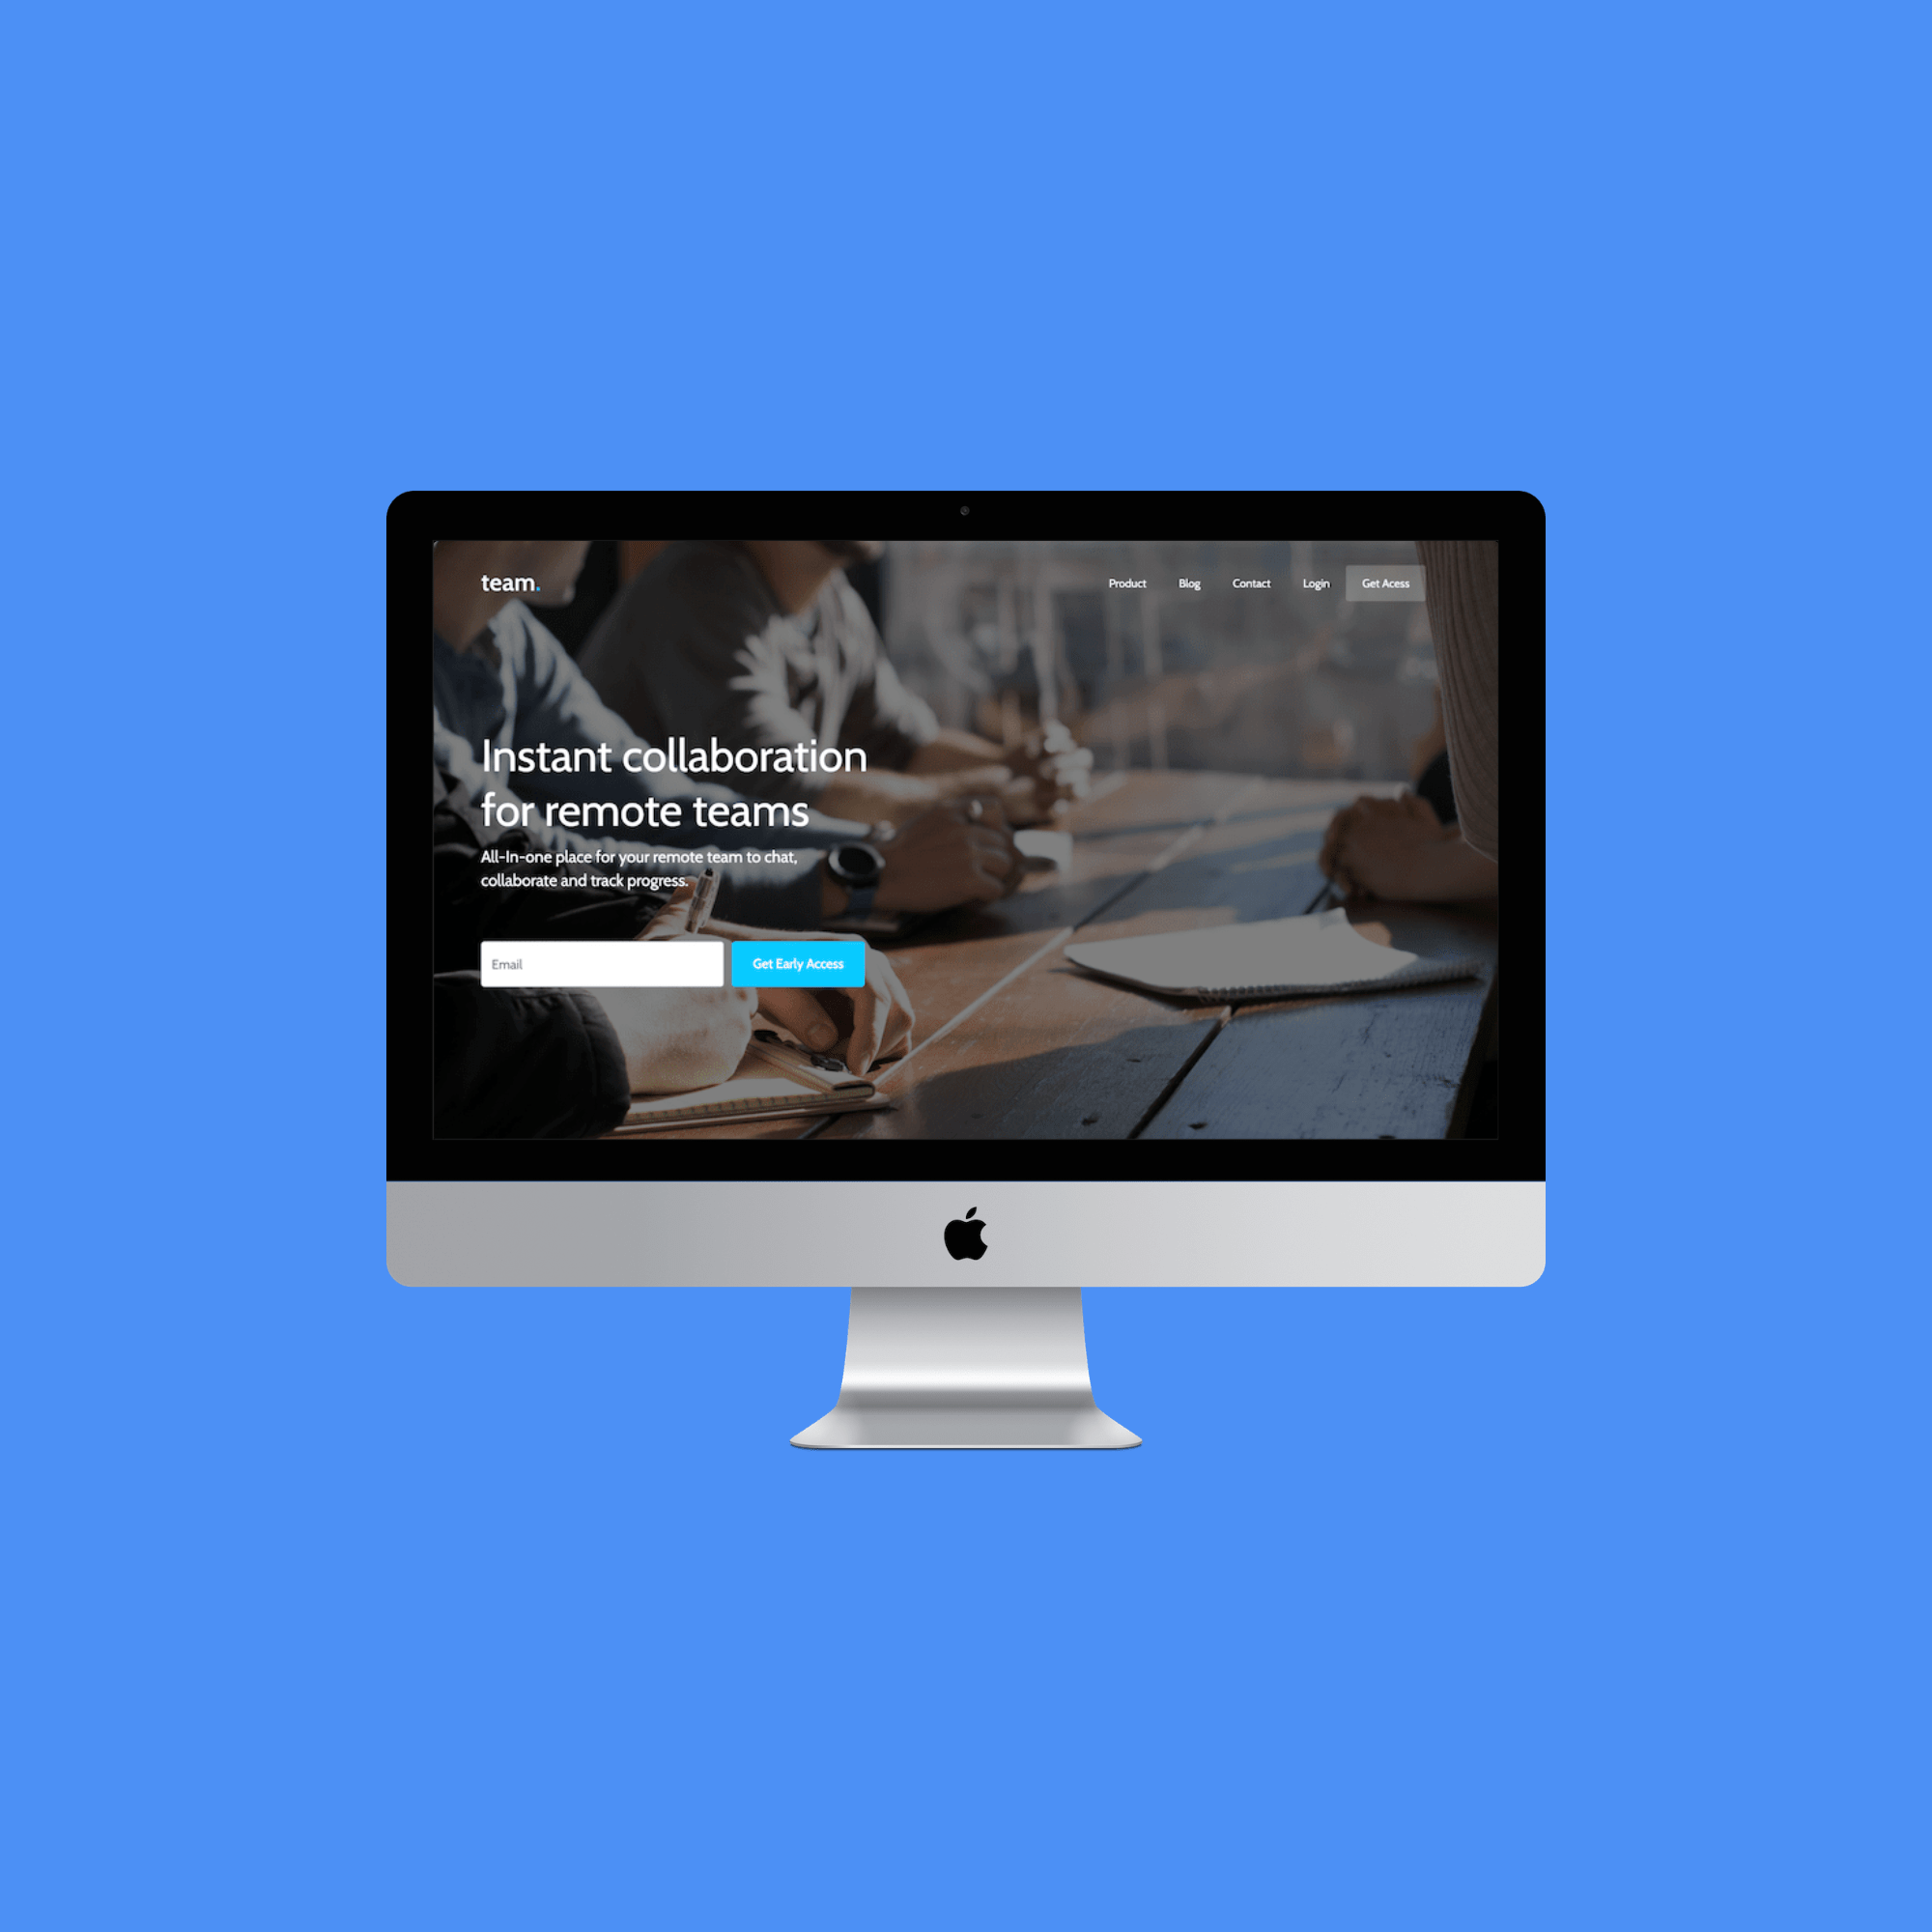 team.
Product Blog Contact Login Get Acess
Instant collaboration
for remote teams
All-In-one place for your remote team to chat,
collaborate and track progress.
Email
Get Early Access